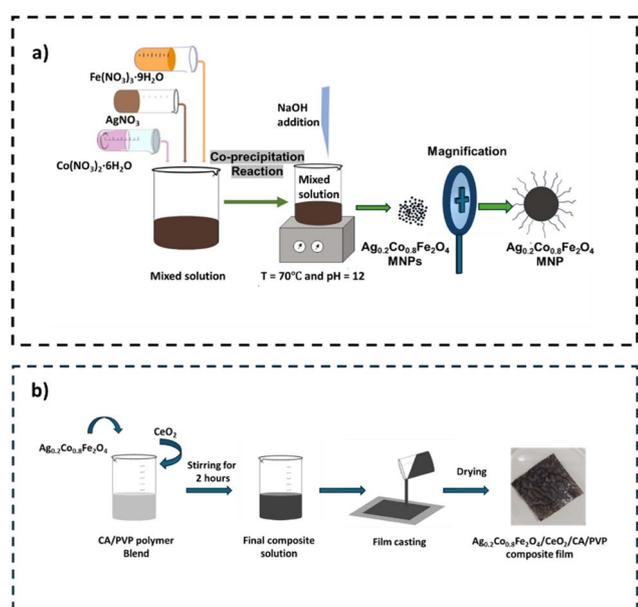 a)
Fe(NO₃)₃·9H₂O
AgNO₃
Co(NO₃)₂·6H₂O
Mixed solution
Co-precipitation
Reaction
NaOH
addition
Mixed
solution
T = 70℃ and pH = 12
Ag₀.₂Co₀.₈Fe₂O₄
MNPs
Magnification
Ag₀.₂Co₀.₈Fe₂O₄
MNP
b)
Ag₀.₂Co₀.₈Fe₂O₄
CeO₂
CA/PVP polymer
Blend
Stirring for
2 hours
Final composite
solution
Film casting
Drying
Ag₀.₂Co₀.₈Fe₂O₄/CeO₂/CA/PVP
composite film